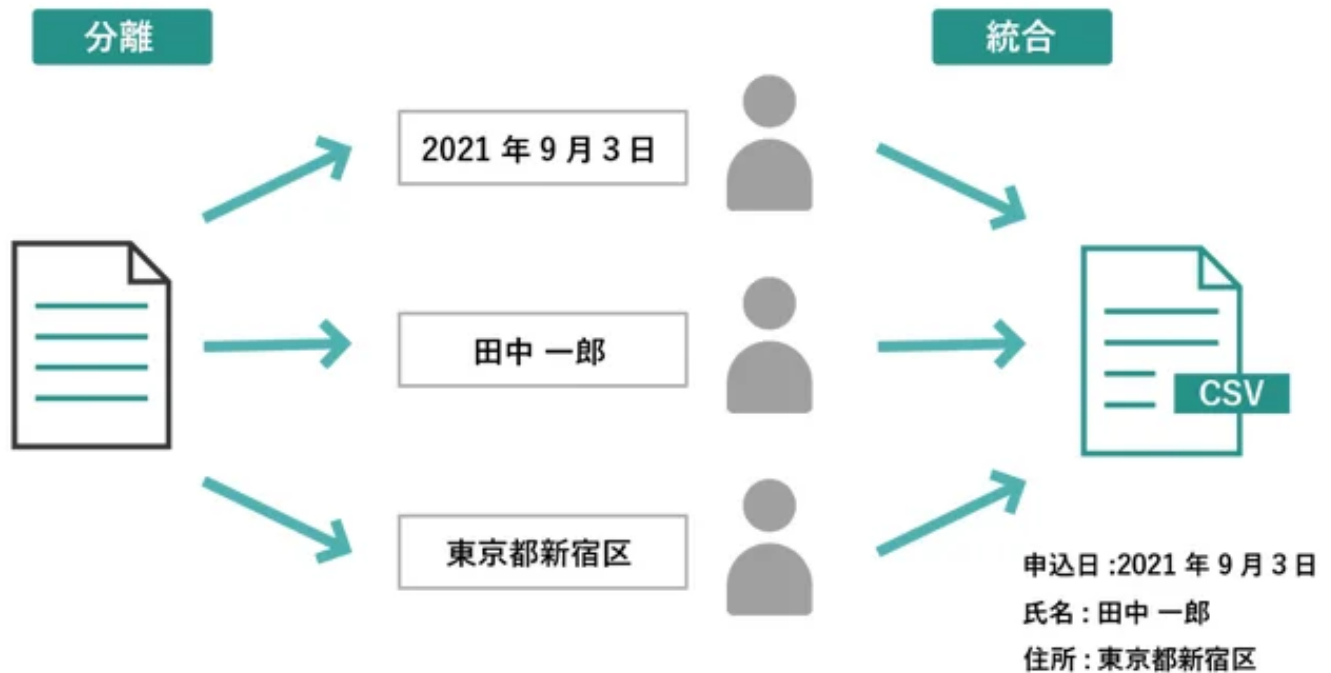 分離
統合
2021 年 9 月 3 日
田中 一郎
東京都新宿区
CSV
申込日 :2021 年 9 月 3 日
氏名 : 田中 一郎
住所 : 東京都新宿区